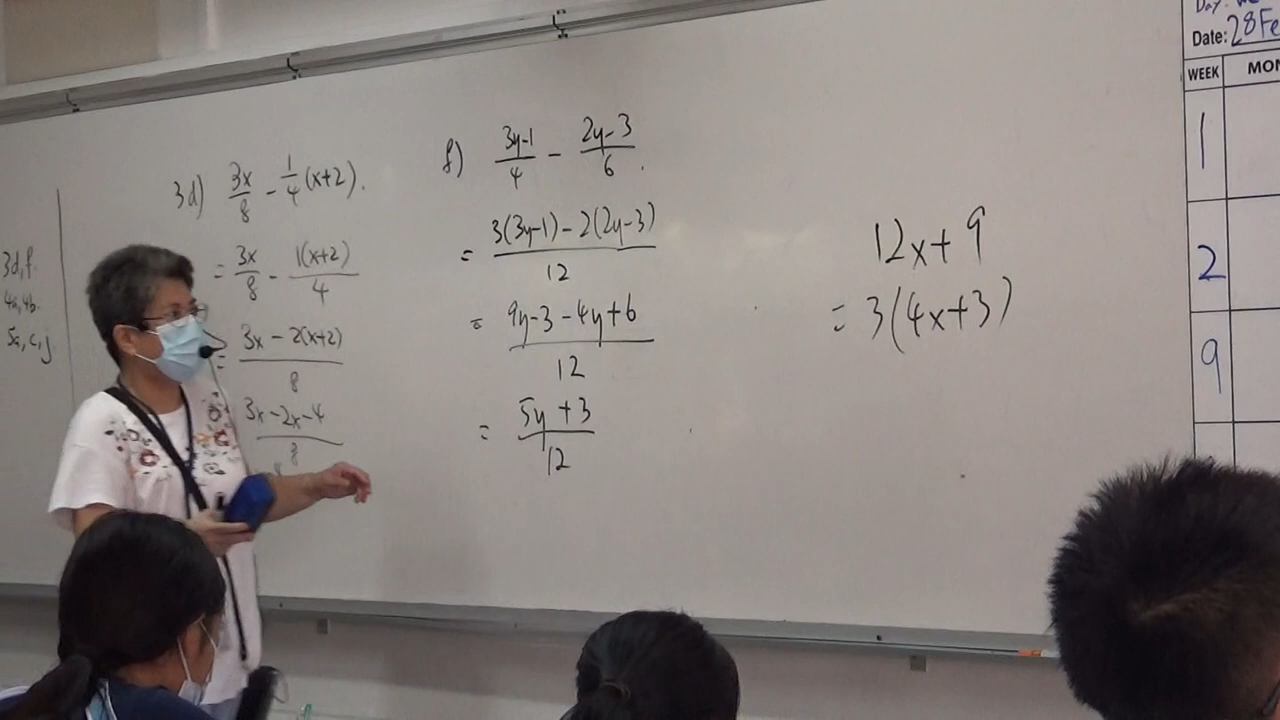 3d,f.
4a,4b.
5a,c,j
3d) 3x/8 - 1/4 (x+2).
= 3x/8 - 1(x+2)/4
= 3x - 2(x+2)/8
3x-2x-4/8
f) 3y-1/4 - 2y-3/6.
= 3(3y-1) - 2(2y-3)/12
= 9y-3-4y+6/12
= 5y+3/12
12x+9
= 3(4x+3)
Day:
Date: 28 Fe
WEEK MON
1
2
9